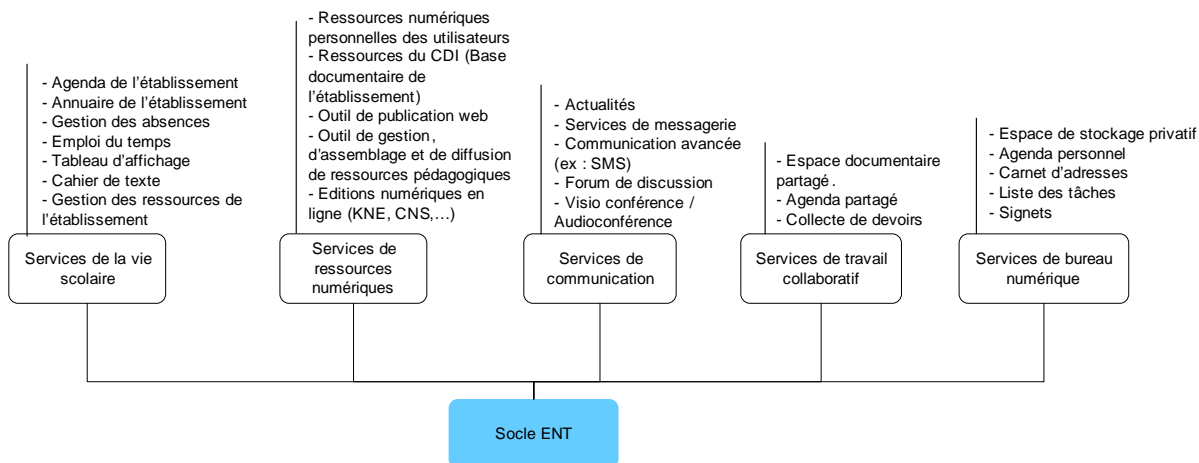 - Agenda de l'établissement
- Annuaire de l'établissement
- Gestion des absences
- Emploi du temps
- Tableau d'affichage
- Cahier de texte
- Gestion des ressources de
l'établissement
Services de la vie
scolaire
- Ressources numériques
personnelles des utilisateurs
- Ressources du CDI (Base
documentaire de
l'établissement)
- Outil de publication web
- Outil de gestion,
d'assemblage et de diffusion
de ressources pédagogiques
- Editions numériques en
ligne (KNE, CNS,…)
Services de
ressources
numériques
- Actualités
- Services de messagerie
- Communication avancée
(ex : SMS)
- Forum de discussion
- Visio conférence /
Audioconférence
Services de
communication
- Espace documentaire
partagé.
- Agenda partagé
- Collecte de devoirs
Services de travail
collaboratif
- Espace de stockage privatif
- Agenda personnel
- Carnet d'adresses
- Liste des tâches
- Signets
Services de bureau
numérique
Socle ENT